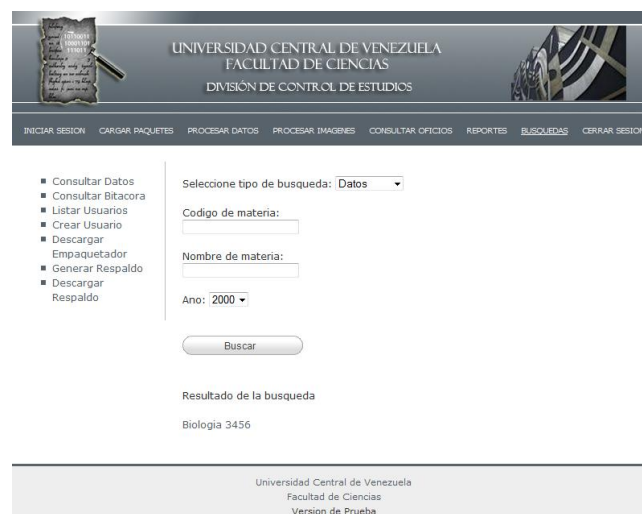 10110011
10001101
111011
UNIVERSIDAD CENTRAL DE VENEZUELA
FACULTAD DE CIENCIAS
DIVISIÓN DE CONTROL DE ESTUDIOS
INICIAR SESION CARGAR PAQUETES PROCESAR DATOS PROCESAR IMAGENES CONSULTAR OFICIOS REPORTES BUSQUEDAS CERRAR SESION
Consultar Datos
Consultar Bitacora
Listar Usuarios
Crear Usuario
Descargar
Empaquetador
Generar Respaldo
Descargar
Respaldo
Seleccione tipo de busqueda: Datos
Codigo de materia:
Nombre de materia:
Ano: 2000
Buscar
Resultado de la busqueda
Biologia 3456
Universidad Central de Venezuela
Facultad de Ciencias
Version de Prueba